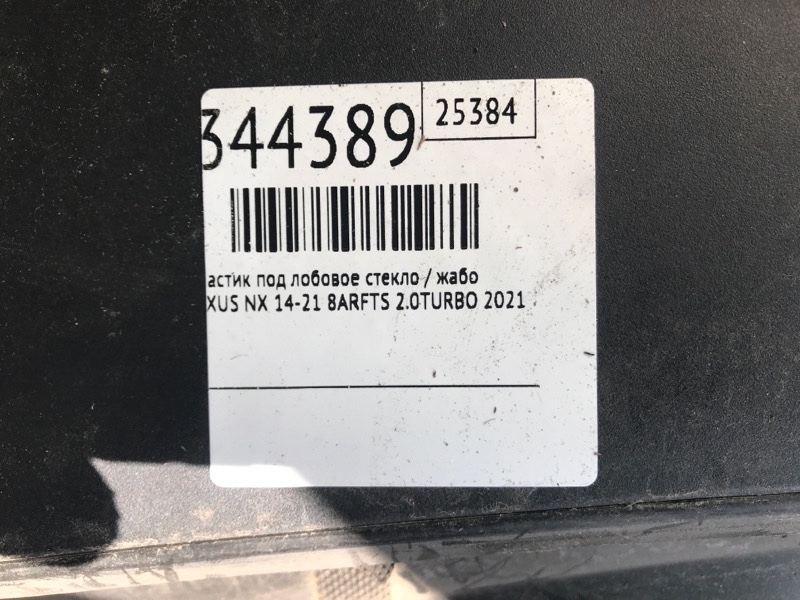 344389
25384
астик под лобовое стекло / жабо
XUS NX 14-21 8ARFTS 2.0TURBO 2021